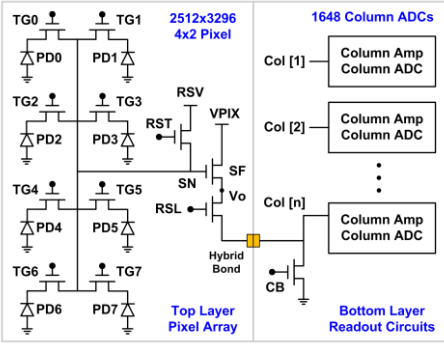 TG0
TG1
PD0
PD1
TG2
TG3
PD2
PD3
TG4
TG5
PD4
PD5
TG6
TG7
PD6
PD7
2512x3296
4x2 Pixel
RSV
RST
VPIX
SN
SF
Vo
RSL
Hybrid
Bond
Top Layer
Pixel Array
1648 Column ADCs
Col [1]
Column Amp
Column ADC
Col [2]
Column Amp
Column ADC
Col [n]
Column Amp
Column ADC
CB
Bottom Layer
Readout Circuits